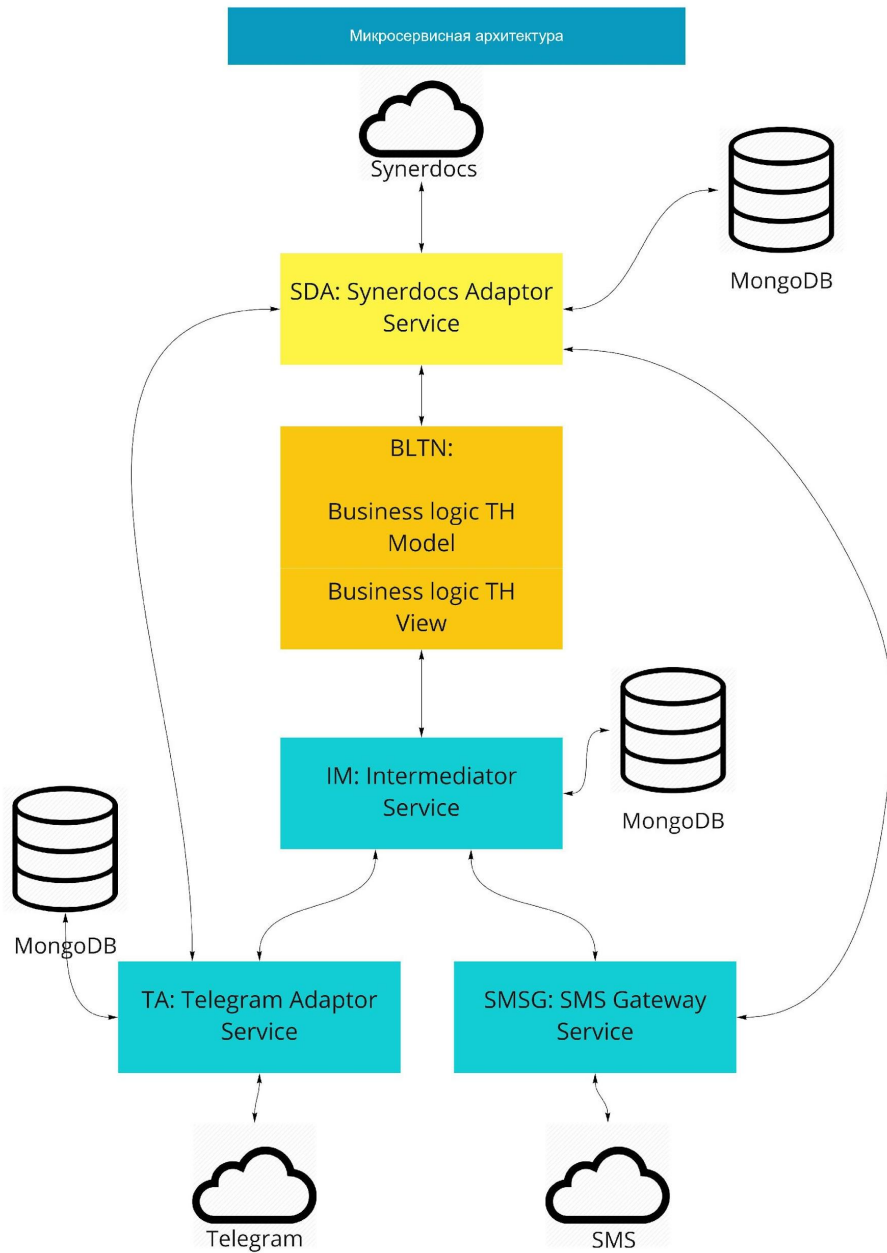 Микросервисная архитектура
Synerdocs
MongoDB
SDA: Synerdocs Adaptor
Service
BLTN:
Business logic TH
Model
Business logic TH
View
IM: Intermediator
Service
MongoDB
MongoDB
TA: Telegram Adaptor
Service
SMSG: SMS Gateway
Service
Telegram
SMS